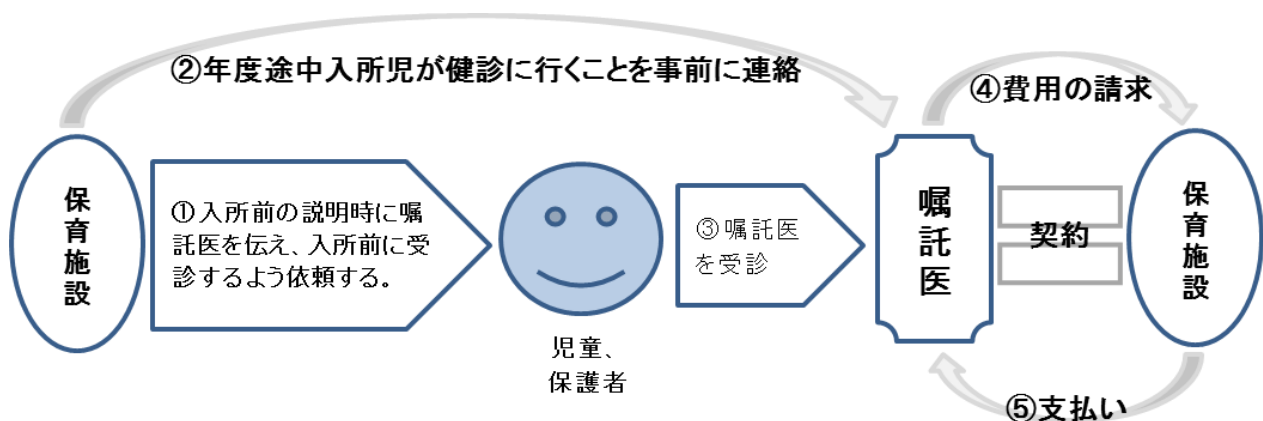 ②年度途中入所児が健診に行くことを事前に連絡
④費用の請求
保育施設
①入所前の説明時に嘱
託医を伝え、入所前に受
診するよう依頼する。
児童、
保護者
③嘱託医
を受診
嘱託医
契約
保育施設
⑤支払い